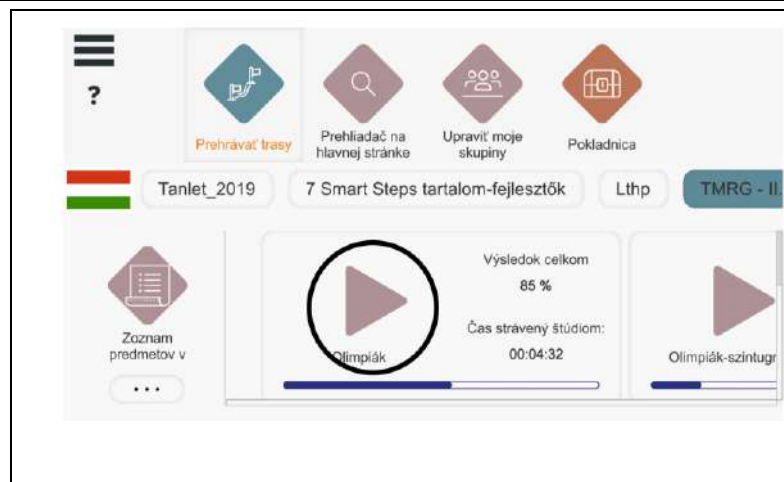 ?
Prehrávať trasy
Prehliadač na
hlavnej stránke
Upraviť moje
skupiny
Pokladnica
Tanlet_2019
7 Smart Steps tartalom-fejlesztők
Lthp
TMRG - II.
Zoznam
predmetov v
...
Olimpiák
Výsledok celkom
85 %
Čas strávený štúdiom:
00:04:32
Olimpiák-szintugr